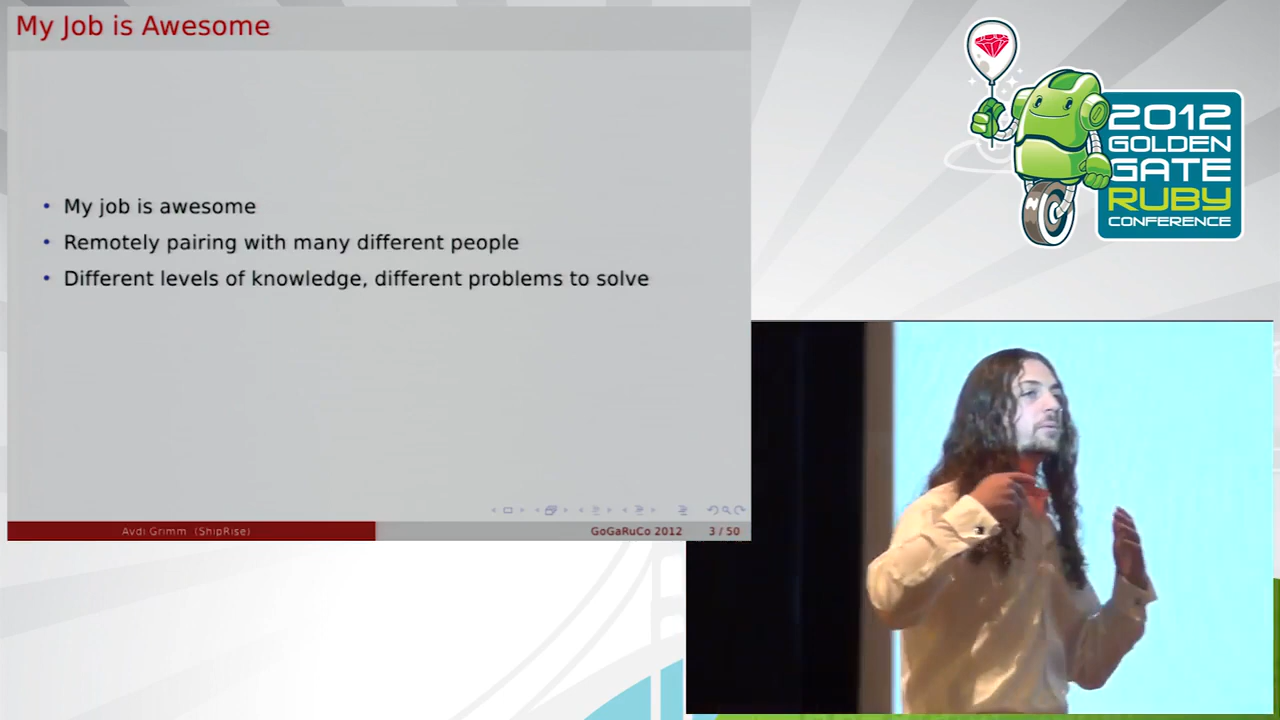 My Job is Awesome
My job is awesome
Remotely pairing with many different people
Different levels of knowledge, different problems to solve
Avdi Grimm (ShipRise)
GoGaRuCo 2012 3 / 50
2012
GOLDEN
GATE
RUBY
CONFERENCE